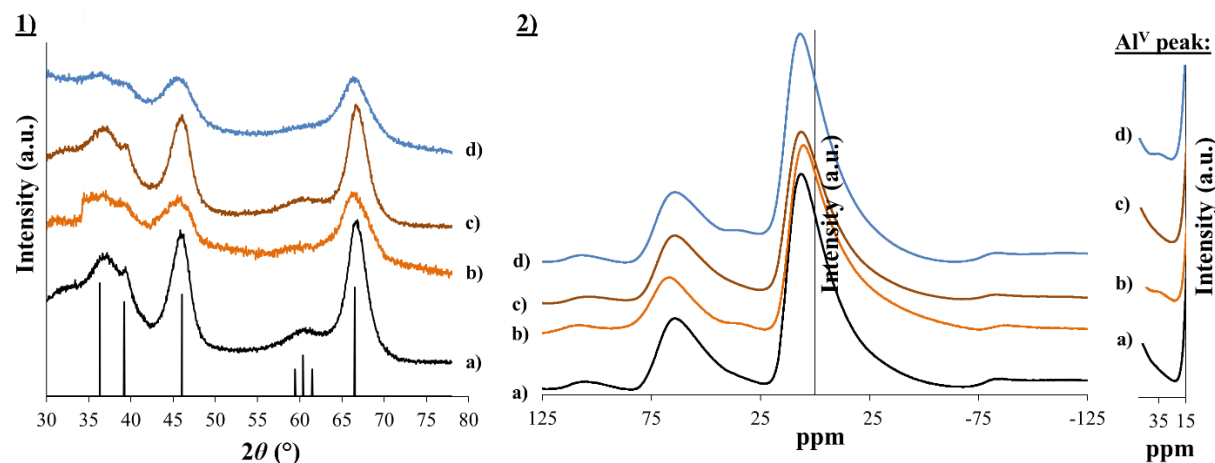 1)
Intensity (a.u.)
d)
c)
b)
a)
30 35 40 45 50 55 60 65 70 75 80
2θ (°)
2)
Intensity (a.u.)
d)
c)
b)
a)
125 75 25 25 -75 -125
ppm
Al^V peak:
d)
c)
b)
a)
Intensity (a.u.)
35 15
ppm